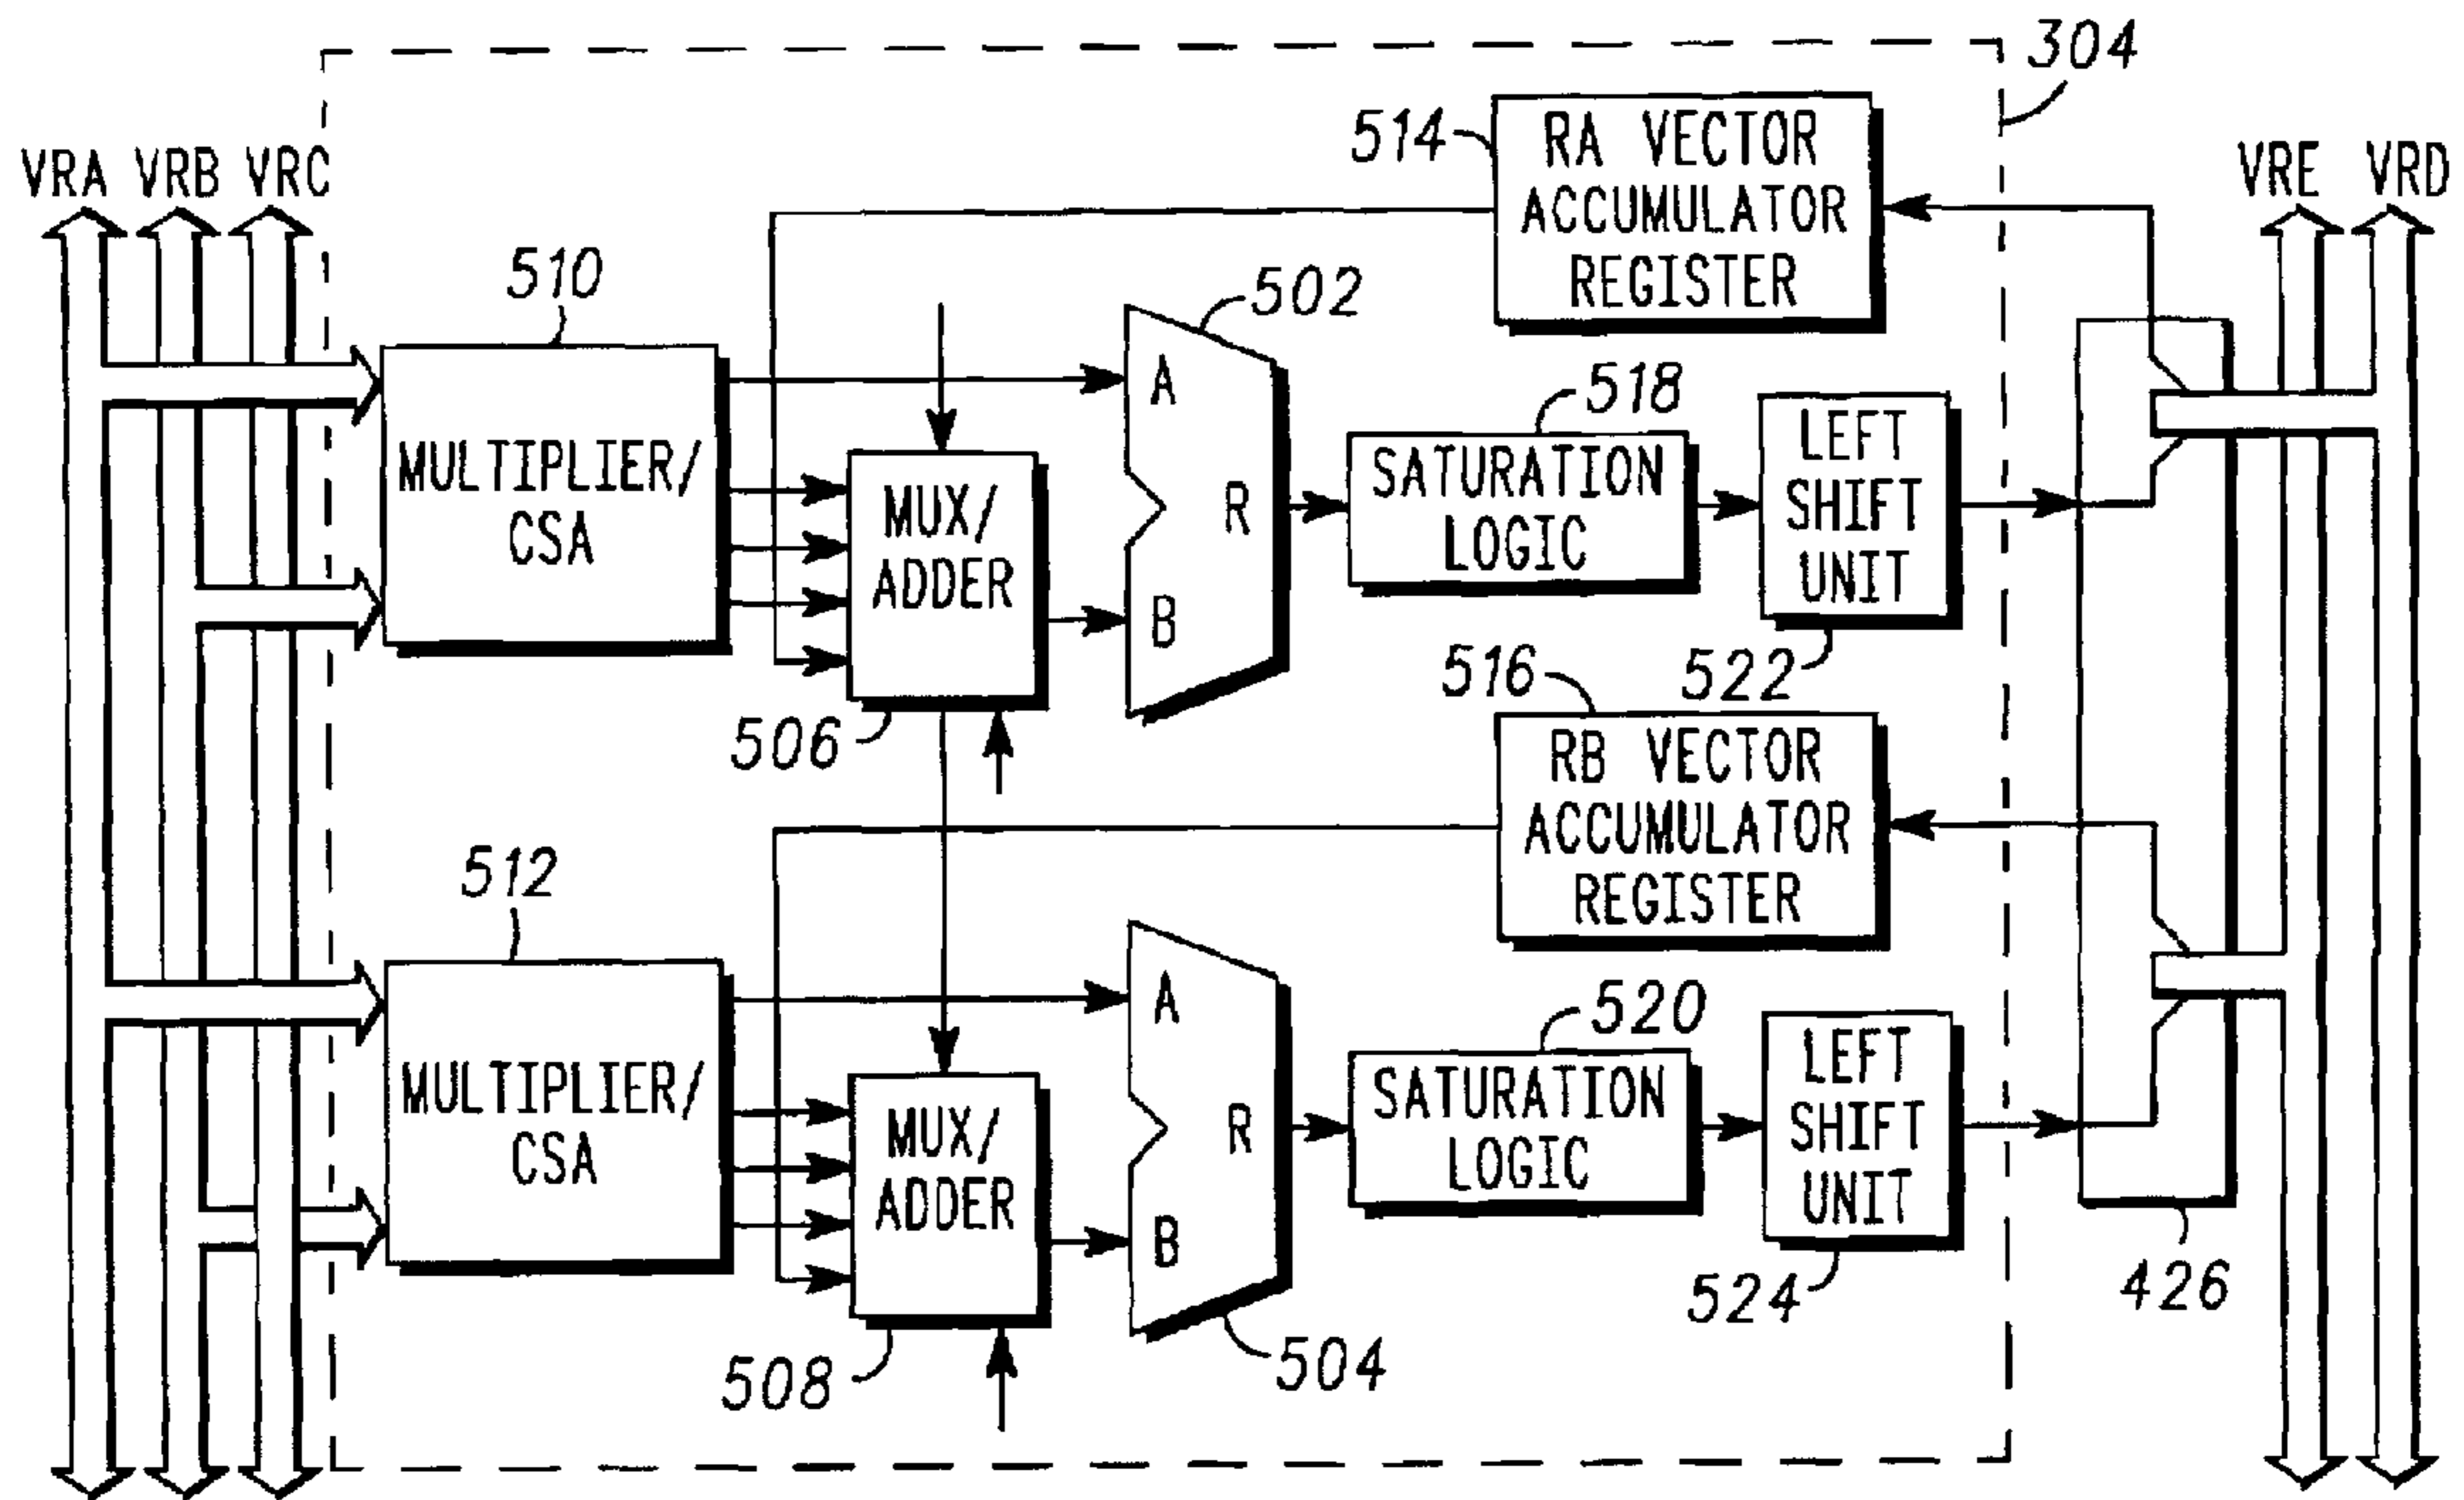 304
514
RA VECTOR
ACCUMULATOR
REGISTER
VRA VRB VRC
VRE VRD
510
502
MULTIPLIER/
CSA
A
R
B
MUX/
ADDER
518
SATURATION
LOGIC
LEFT
SHIFT
UNIT
522
506
516
RB VECTOR
ACCUMULATOR
REGISTER
512
MULTIPLIER/
CSA
A
R
B
MUX/
ADDER
520
SATURATION
LOGIC
LEFT
SHIFT
UNIT
524
426
508
504